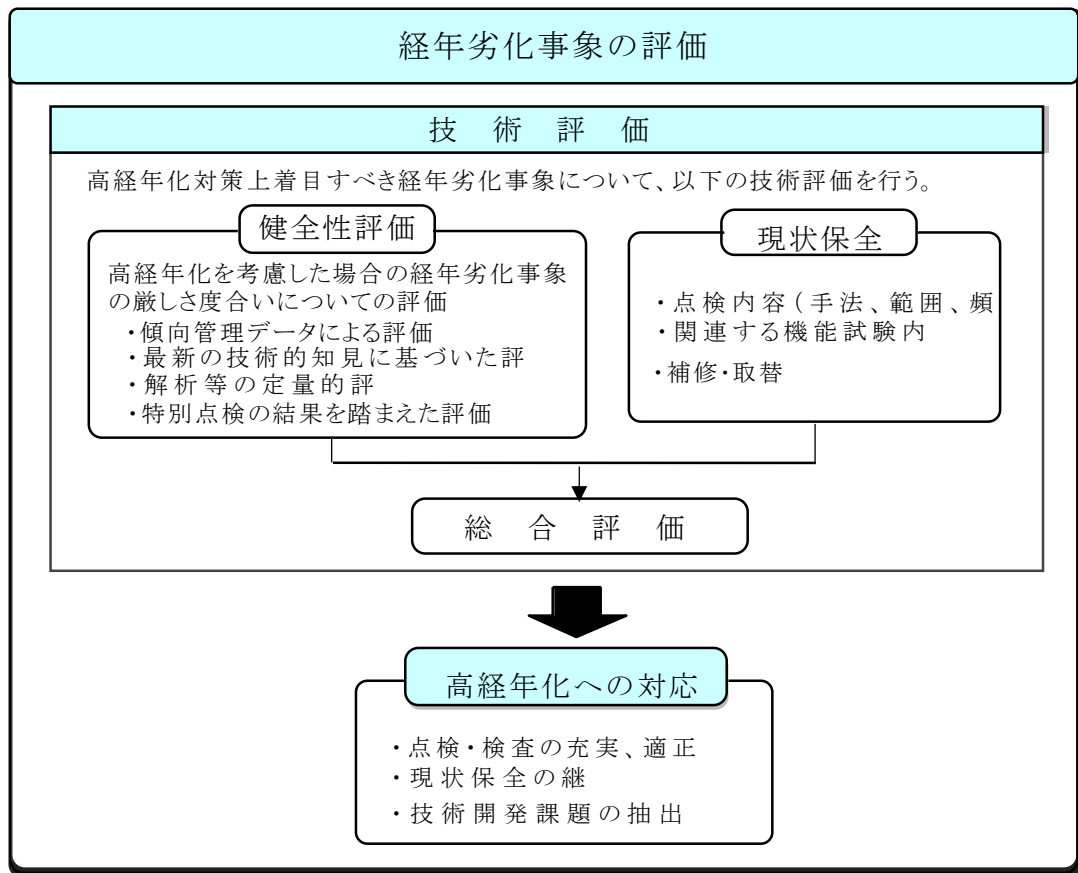 経年劣化事象の評価
技術評価
高経年化対策上着目すべき経年劣化事象について、以下の技術評価を行う。
健全性評価
高経年化を考慮した場合の経年劣化事象
の厳しさ度合いについての評価
・傾向管理データによる評価
・最新の技術的知見に基づいた評
・解析等の定量的評
・特別点検の結果を踏まえた評価
現状保全
・点検内容(手法、範囲、頻
・関連する機能試験内
・補修・取替
総合評価
高経年化への対応
・点検・検査の充実、適正
・現状保全の継
・技術開発課題の抽出